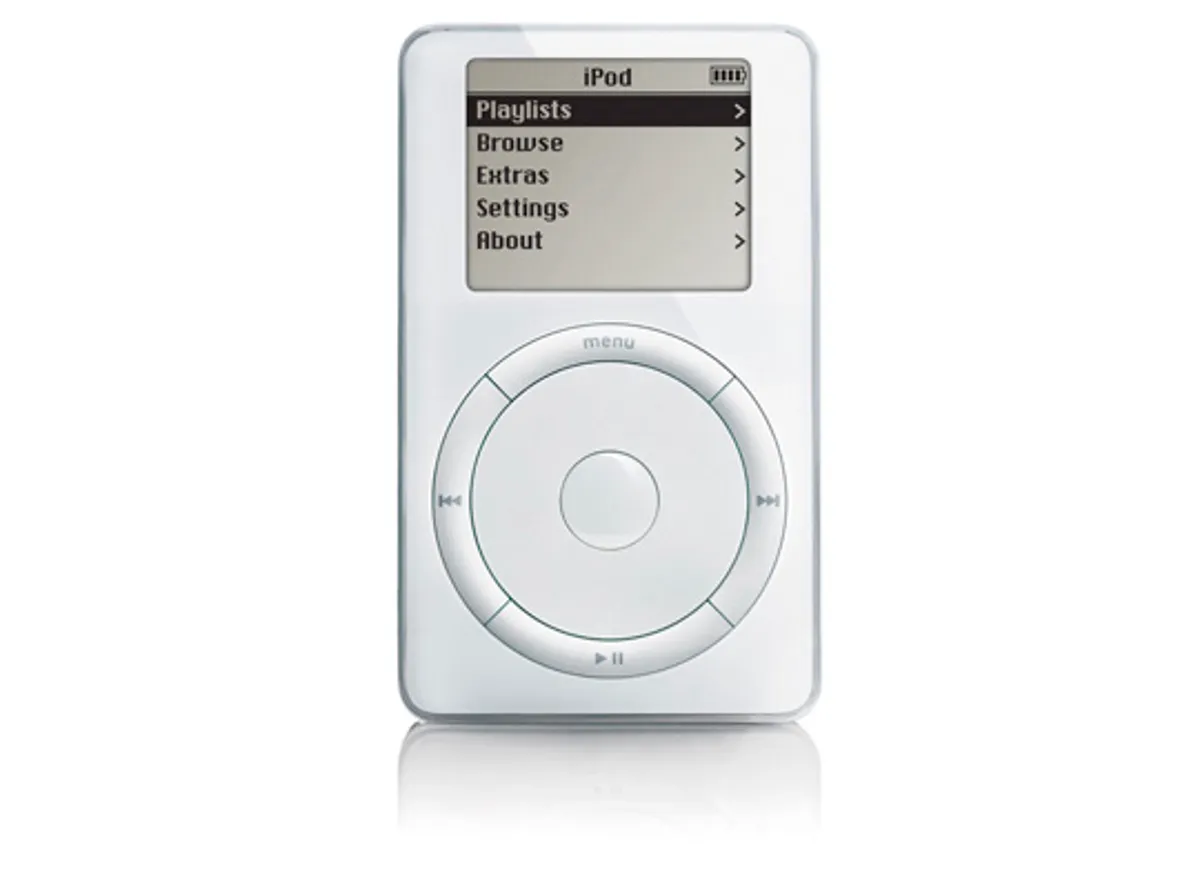 iPod
Playlists >
Browse >
Extras >
Settings >
About >
menu